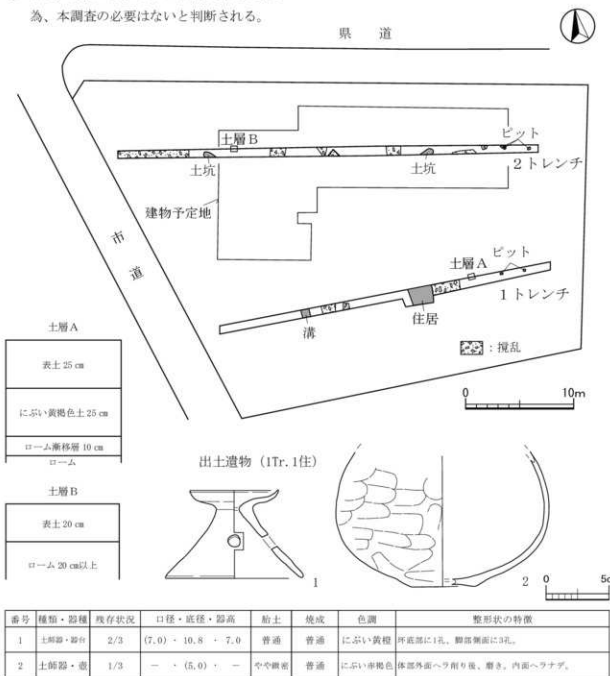 為、本調査の必要はないと判断される。
県 道
土層B
ピット
土坑
土坑
2トレンチ
建物予定地
市道
土層A
ピット
1トレンチ
溝
住居
：撹乱
0 10m
土層A
表土 25 cm
にぶい黄褐色土 25 cm
ローム漸移層 10 cm
ローム
土層B
表土 20 cm
ローム 20 cm以上
出土遺物（1Tr.1住）
1
2
0 5c
番号 種類・器種 残存状況 口径・底径・器高 胎土 焼成 色調 整形状の特徴
1 土師器・器台 2/3 (7.0) ・ 10.8 ・ 7.0 普通 普通 にぶい黄橙 坏底部に1孔、脚部側面に3孔。
2 土師器・壺 1/3 － ・ (5.0) ・ － やや緻密 普通 にぶい赤褐色 体部外面ヘラ削り後、磨き、内面ヘラナデ。